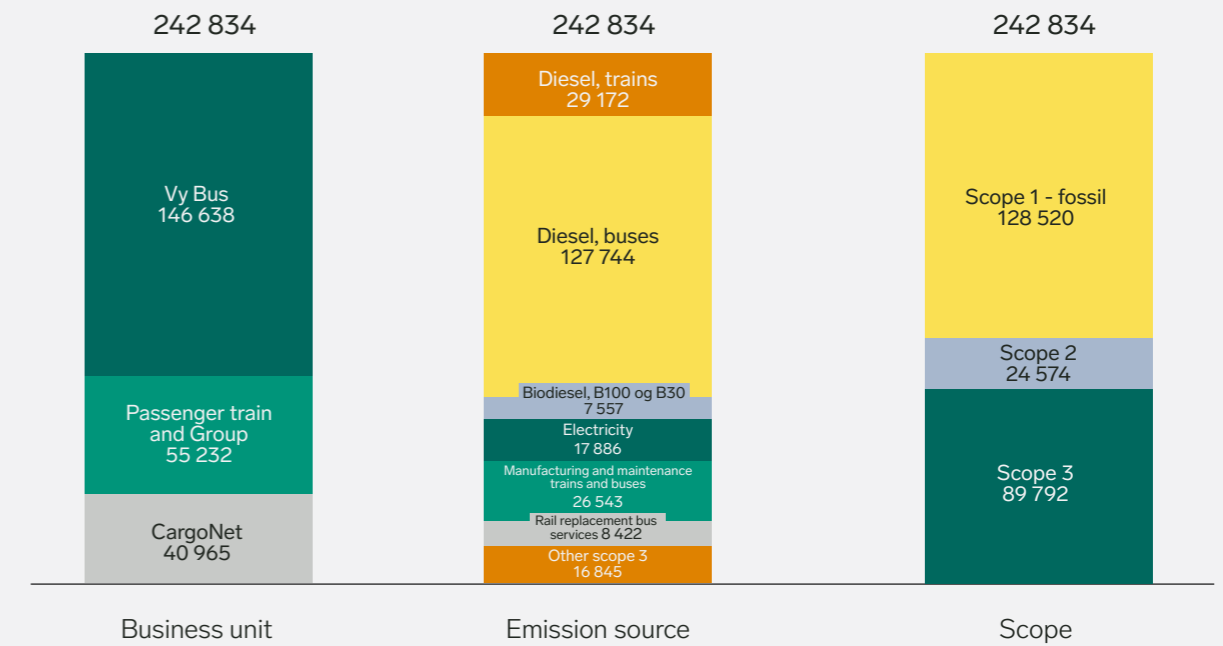 242 834
Vy Bus
146 638
Passenger train
and Group
55 232
CargoNet
40 965
Business unit
242 834
Diesel, trains
29 172
Diesel, buses
127 744
Biodiesel, B100 og B30
7 557
Electricity
17 886
Manufacturing and maintenance
trains and buses
26 543
Rail replacement bus
services 8 422
Other scope 3
16 845
Emission source
242 834
Scope 1 - fossil
128 520
Scope 2
24 574
Scope 3
89 792
Scope